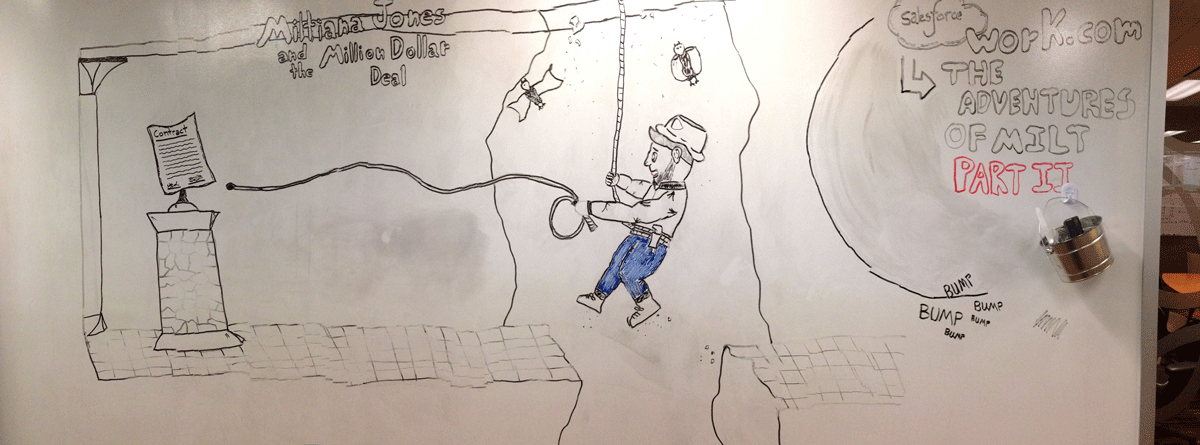 Miltiana Jones
and the Million Dollar
Deal
Contract
Salesforce
work.com
THE
ADVENTURES
OF MILT
PART II
BUMP
BUMP
BUMP
BUMP
BUMP